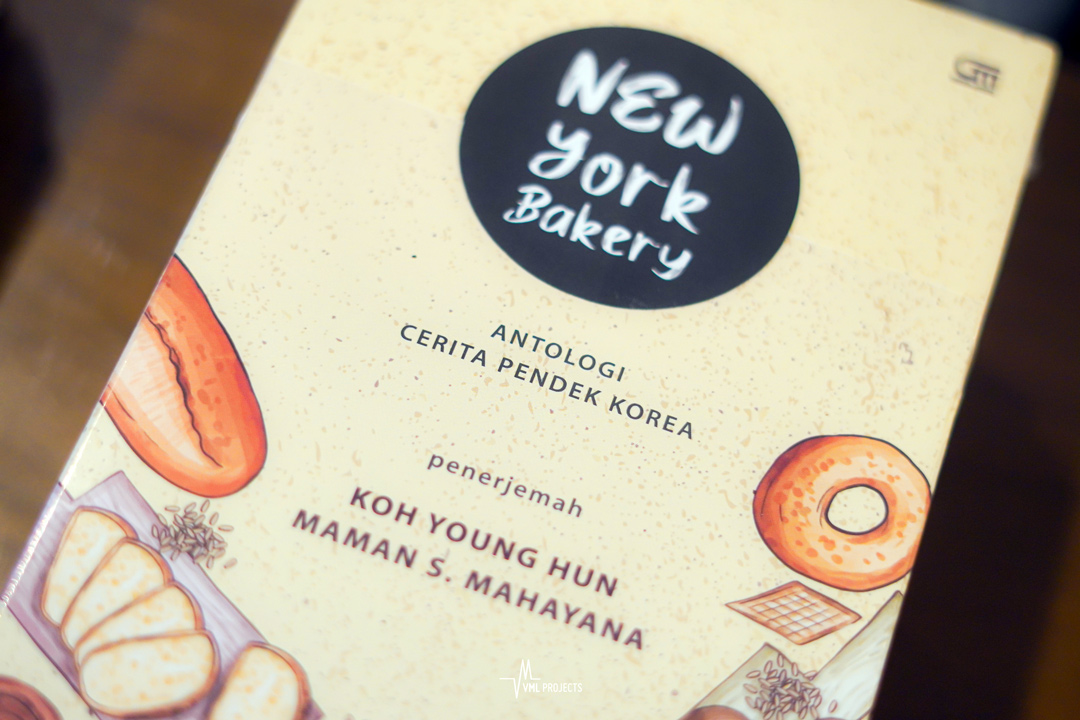 NEW
york
Bakery
ANTOLOGI
CERITA PENDEK KOREA
penerjemah
KOH YOUNG HUN
MAMAN S. MAHAYANA
VML PROJECTS